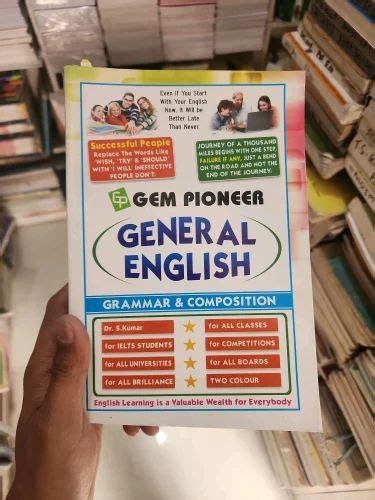 Even If You Start
With Your English
Now. It Will be
Better Late
Than Never.
Successful People
Replace The Words Like
'WISH, 'TRY' & 'SHOULD
WITH 'I WILL! INEFFECTIVE
PEOPLE DON'T.
JOURNEY OF A THOUSAND
MILES BEGINS WITH ONE STEP,
FAILURE IF ANY, JUST A BEND
ON THE ROAD AND NOT THE
END OF THE JOURNEY.
GP GEM PIONEER
GENERAL
ENGLISH
GRAMMAR & COMPOSITION
Dr. S.Kumar
for ALL CLASSES
for IELTS STUDENTS
for COMPETITIONS
for ALL UNIVERSITIES
for ALL BOARDS
for ALL BRILLIANCE
TWO COLOUR
English Learning is a Valuable Wealth for Everybody